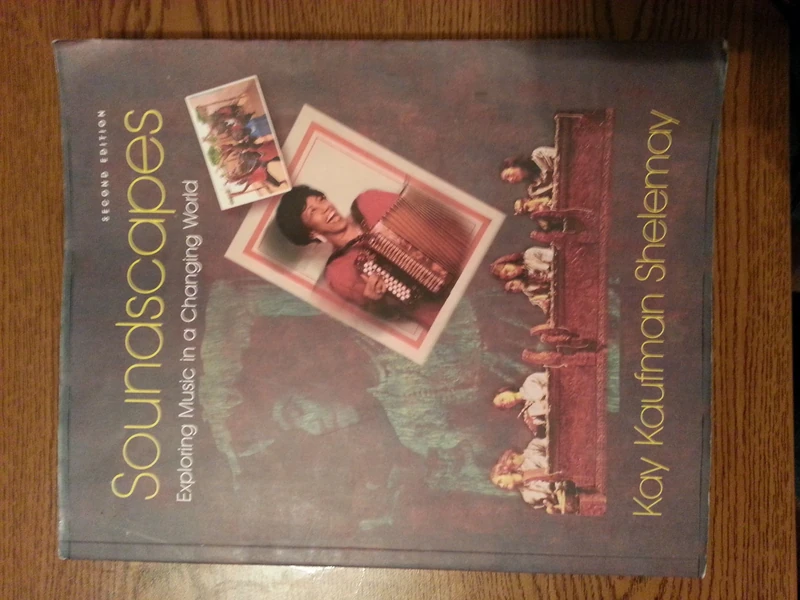 SECOND EDITION
Soundscapes
Exploring Music in a Changing World
Kay Kaufman Shelemay